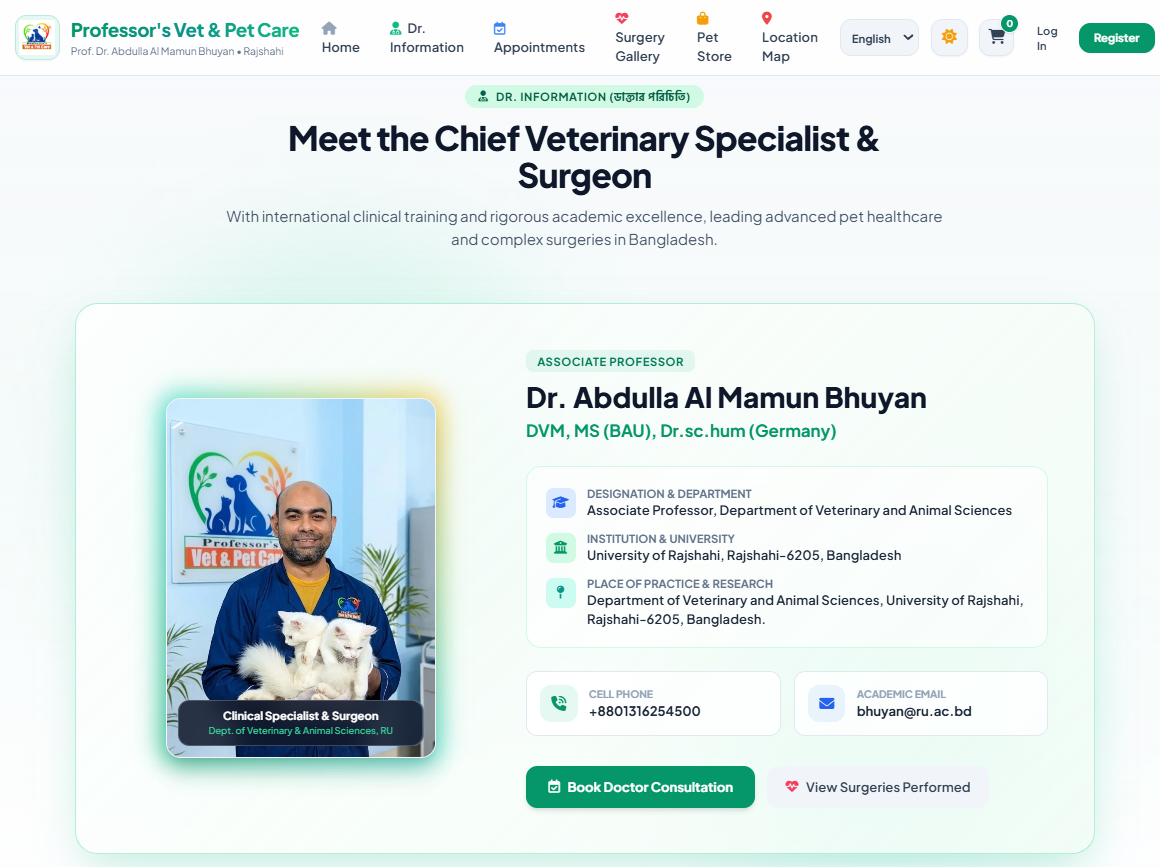 Professor's Vet & Pet Care
Prof. Dr. Abdulla Al Mamun Bhuyan • Rajshahi
Home
Dr.
Information
Appointments
Surgery
Gallery
Pet
Store
Location
Map
English
0
Log
In
Register
DR. INFORMATION (ডাক্তার পরিচিতি)
Meet the Chief Veterinary Specialist &
Surgeon
With international clinical training and rigorous academic excellence, leading advanced pet healthcare
and complex surgeries in Bangladesh.
Professor's
Vet & Pet Car
Clinical Specialist & Surgeon
Dept. of Veterinary & Animal Sciences, RU
ASSOCIATE PROFESSOR
Dr. Abdulla Al Mamun Bhuyan
DVM, MS (BAU), Dr.sc.hum (Germany)
DESIGNATION & DEPARTMENT
Associate Professor, Department of Veterinary and Animal Sciences
INSTITUTION & UNIVERSITY
University of Rajshahi, Rajshahi-6205, Bangladesh
PLACE OF PRACTICE & RESEARCH
Department of Veterinary and Animal Sciences, University of Rajshahi,
Rajshahi-6205, Bangladesh.
CELL PHONE
+8801316254500
ACADEMIC EMAIL
bhuyan@ru.ac.bd
Book Doctor Consultation
View Surgeries Performed